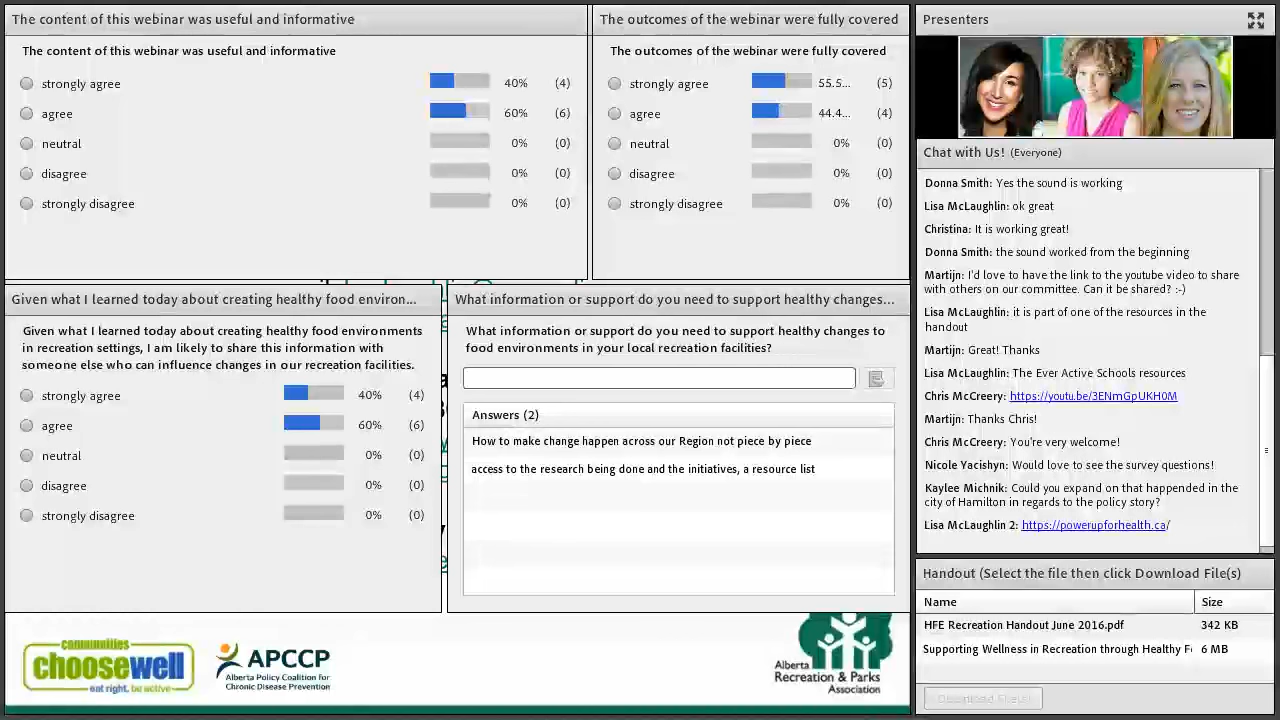 The content of this webinar was useful and informative
The content of this webinar was useful and informative
strongly agree 40% (4)
agree 60% (6)
neutral 0% (0)
disagree 0% (0)
strongly disagree 0% (0)
The outcomes of the webinar were fully covered
The outcomes of the webinar were fully covered
strongly agree 55.5... (5)
agree 44.4... (4)
neutral 0% (0)
disagree 0% (0)
strongly disagree 0% (0)
Given what I learned today about creating healthy food environ...
Given what I learned today about creating healthy food environments
in recreation settings, I am likely to share this information with
someone else who can influence changes in our recreation facilities.
strongly agree 40% (4)
agree 60% (6)
neutral 0% (0)
disagree 0% (0)
strongly disagree 0% (0)
What information or support do you need to support healthy changes...
What information or support do you need to support healthy changes to
food environments in your local recreation facilities?
Answers (2)
How to make change happen across our Region not piece by piece
access to the research being done and the initiatives, a resource list
communities
choosewell
eat right, be active
APCCP
Alberta Policy Coalition for
Chronic Disease Prevention
Alberta
Recreation & Parks
Association
Presenters
Chat with Us! (Everyone)
Donna Smith: Yes the sound is working
Lisa McLaughlin: ok great
Christina: It is working great!
Donna Smith: the sound worked from the beginning
Martijn: I'd love to have the link to the youtube video to share
with others on our committee. Can it be shared? :-)
Lisa McLaughlin: it is part of one of the resources in the
handout
Martijn: Great! Thanks
Lisa McLaughlin: The Ever Active Schools resources
Chris McCreery: https://youtu.be/3ENmGpUKH0M
Martijn: Thanks Chris!
Chris McCreery: You're very welcome!
Nicole Yacishyn: Would love to see the survey questions!
Kaylee Michnik: Could you expand on that happended in the
city of Hamilton in regards to the policy story?
Lisa McLaughlin 2: https://powerupforhealth.ca/
Handout (Select the file then click Download File(s)
Name Size
HFE Recreation Handout June 2016.pdf 342 KB
Supporting Wellness in Recreation through Healthy F 6 MB
Download File(s)